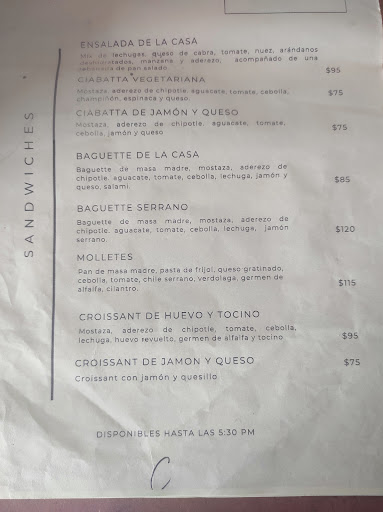 SANDWICHES
ENSALADA DE LA CASA
Mix de lechugas, queso de cabra, tomate, nuez, arándanos
deshidratados, manzana y aderezo, acompañado de una
rebanada de pan salado. $95
CIABATTA VEGETARIANA
Mostaza, aderezo de chipotle, aguacate, tomate, cebolla,
champiñón, espinaca y queso. $75
CIABATTA DE JAMÓN Y QUESO
Mostaza, aderezo de chipotle, aguacate, tomate,
cebolla, jamón y queso $75
BAGUETTE DE LA CASA
Baguette de masa madre, mostaza, aderezo de
chipotle, aguacate, tomate, cebolla, lechuga, jamón y
queso, salami. $85
BAGUETTE SERRANO
Baguette de masa madre, mostaza, aderezo de
chipotle, aguacate, tomate, cebolla, lechuga, jamón
serrano. $120
MOLLETES
Pan de masa madre, pasta de frijol, queso gratinado,
cebolla, tomate, chile serrano, verdolaga, germen de
alfalfa, cilantro. $115
CROISSANT DE HUEVO Y TOCINO
Mostaza, aderezo de chipotle, tomate, cebolla,
lechuga, huevo revuelto, germen de alfalfa y tocino $95
CROISSANT DE JAMON Y QUESO $75
Croissant con jamón y quesillo.
DISPONIBLES HASTA LAS 5:30 PM